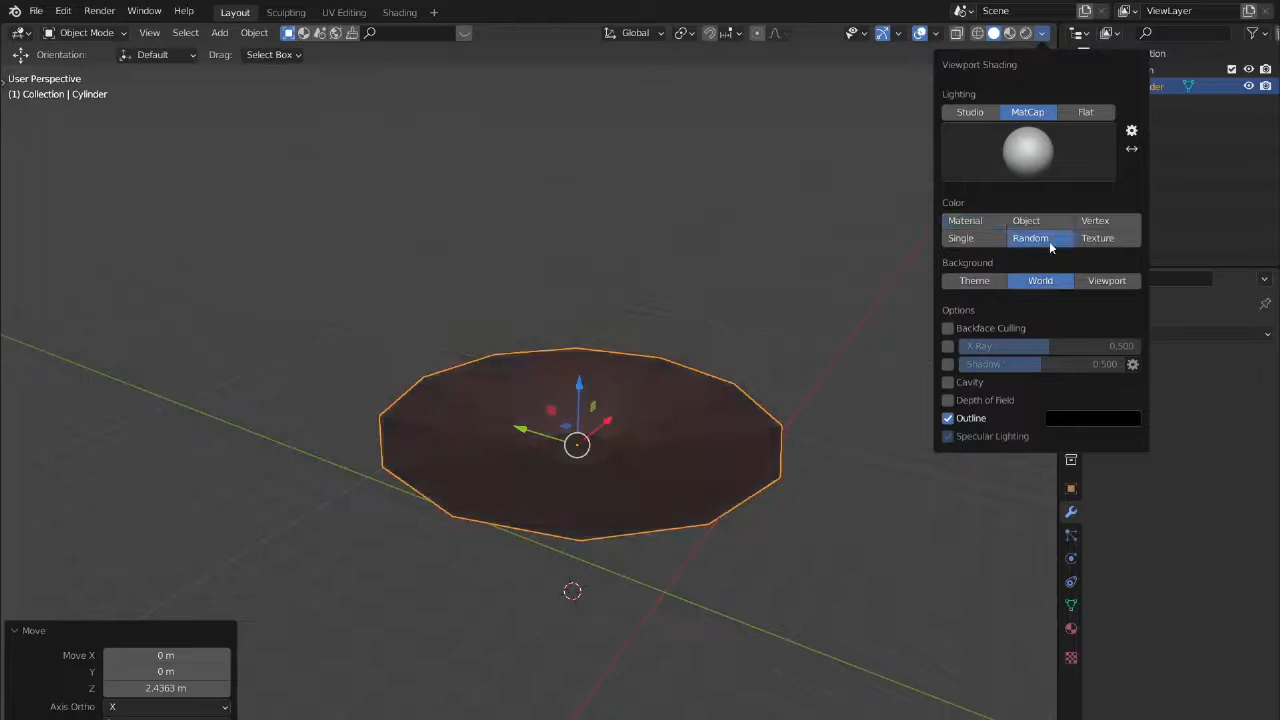 File Edit Render Window Help Layout Sculpting UV Editing Shading + Scene ViewLayer
Object Mode View Select Add Object Global
Orientation: Default Drag: Select Box
User Perspective
(1) Collection | Cylinder
Viewport Shading
Lighting
Studio MatCap Flat
Color
Material Object Vertex
Single Random Texture
Background
Theme World Viewport
Options
Backface Culling
X-Ray 0.500
Shadow 0.500
Cavity
Depth of Field
Outline
Specular Lighting
Move
Move X 0 m
Y 0 m
Z 2.4363 m
Axis Ortho X